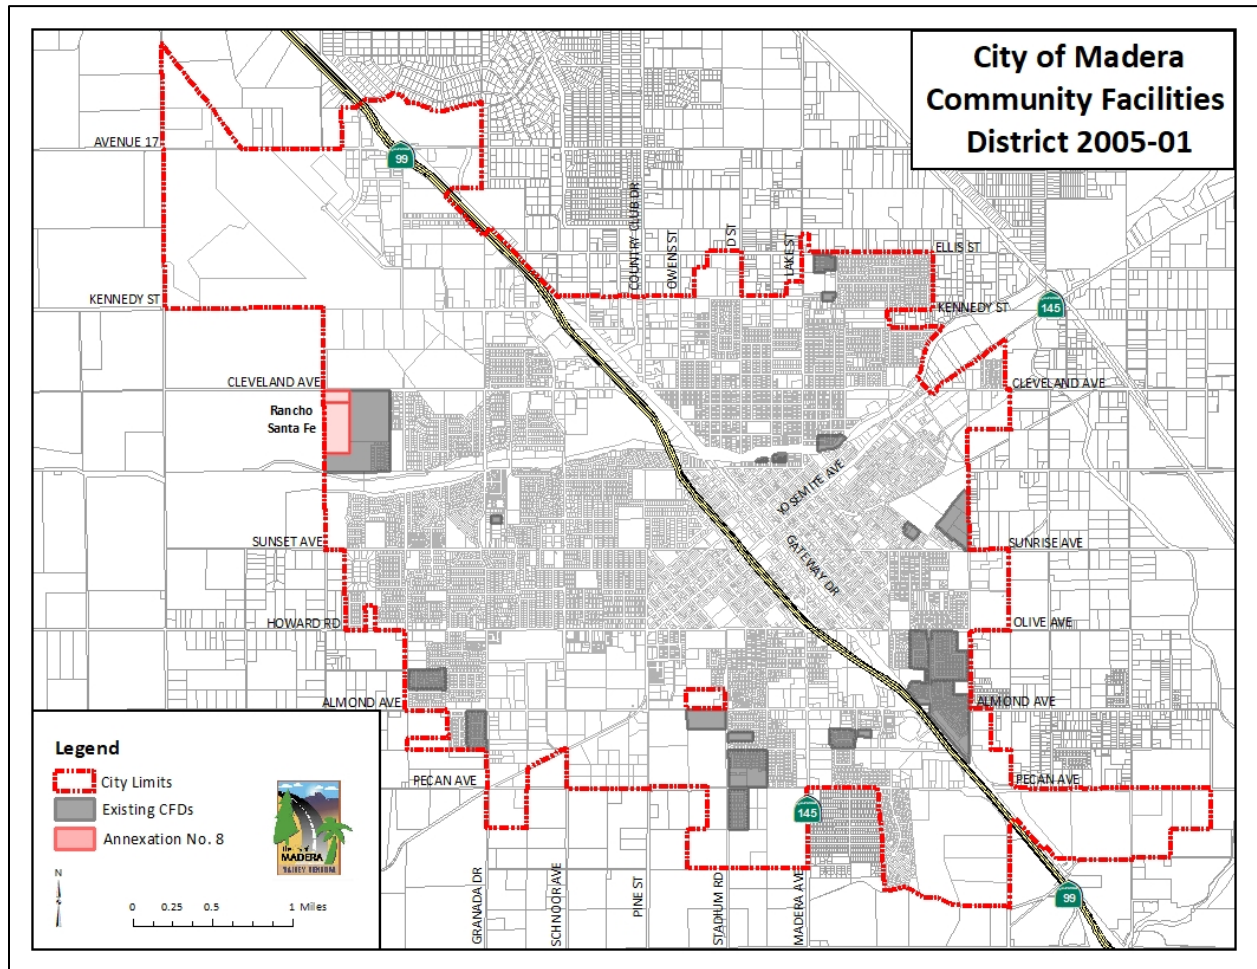 City of Madera
Community Facilities
District 2005-01
AVENUE 17
99
COUNTRY CLUB DR
OWENS ST
D ST
LAKE ST
ELLIS ST
KENNEDY ST
KENNEDY ST
145
CLEVELAND AVE
CLEVELAND AVE
Rancho
Santa Fe
YOSEMITE AVE
SUNSET AVE
GATEWAY DR
SUNRISE AVE
HOWARD RD
OLIVE AVE
ALMOND AVE
ALMOND AVE
PECAN AVE
PECAN AVE
145
99
GRANADA DR
SCHNOOR AVE
PINE ST
STADIUM RD
MADERA AVE
Legend
City Limits
Existing CFDs
Annexation No. 8
MADERA
N
0 0.25 0.5 1 Miles